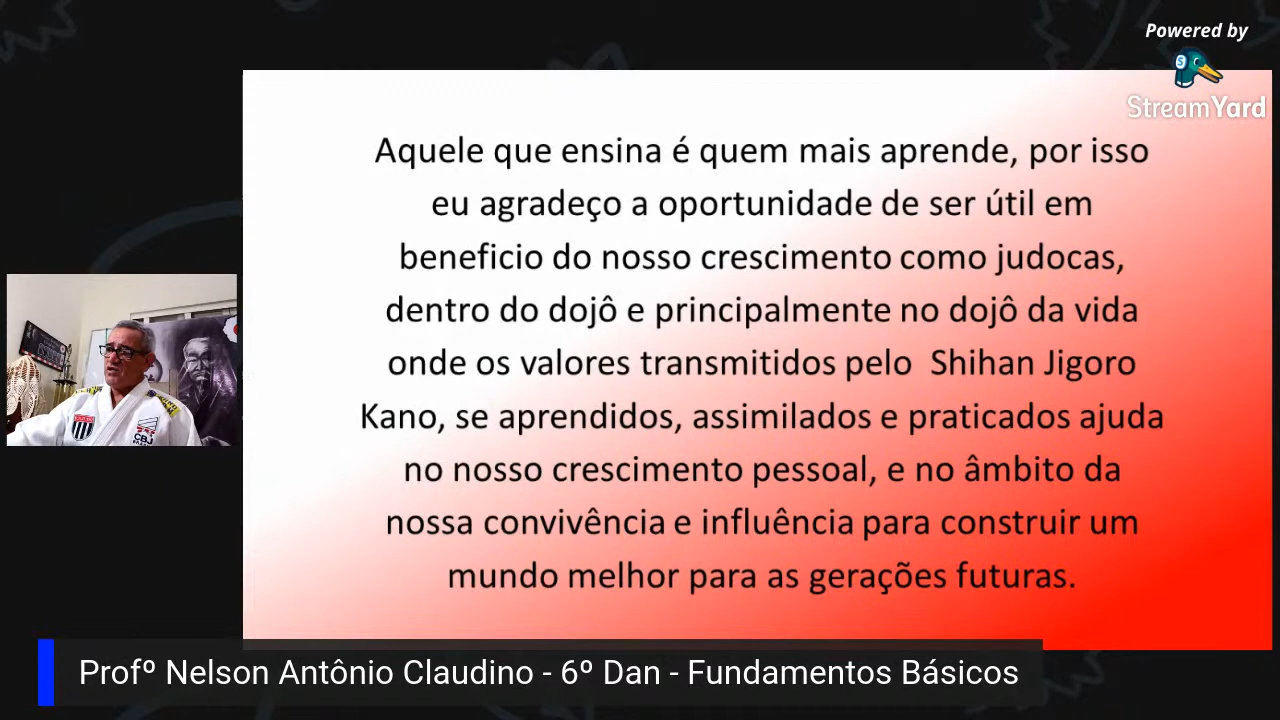 Powered by
StreamYard
Aquele que ensina é quem mais aprende, por isso
eu agradeço a oportunidade de ser útil em
beneficio do nosso crescimento como judocas,
dentro do dojô e principalmente no dojô da vida
onde os valores transmitidos pelo  Shihan Jigoro
Kano, se aprendidos, assimilados e praticados ajuda
no nosso crescimento pessoal, e no âmbito da
nossa convivência e influência para construir um
mundo melhor para as gerações futuras.
CBJ
Profº Nelson Antônio Claudino - 6º Dan - Fundamentos Básicos